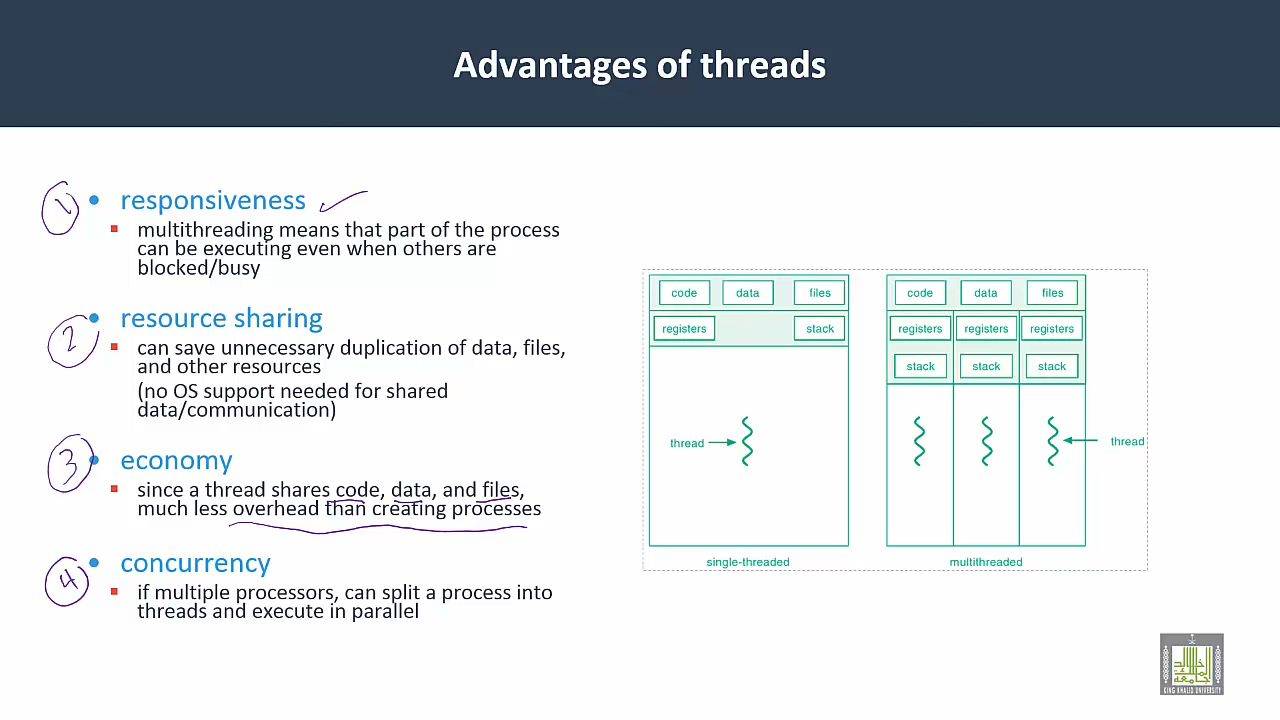 Advantages of threads
1
• responsiveness
▪ multithreading means that part of the process
can be executing even when others are
blocked/busy
2
• resource sharing
▪ can save unnecessary duplication of data, files,
and other resources
(no OS support needed for shared
data/communication)
3
• economy
▪ since a thread shares code, data, and files,
much less overhead than creating processes
4
• concurrency
▪ if multiple processors, can split a process into
threads and execute in parallel
code data files
registers stack
thread
single-threaded
code data files
registers registers registers
stack stack stack
thread
multithreaded
KING KHALID UNIVERSITY